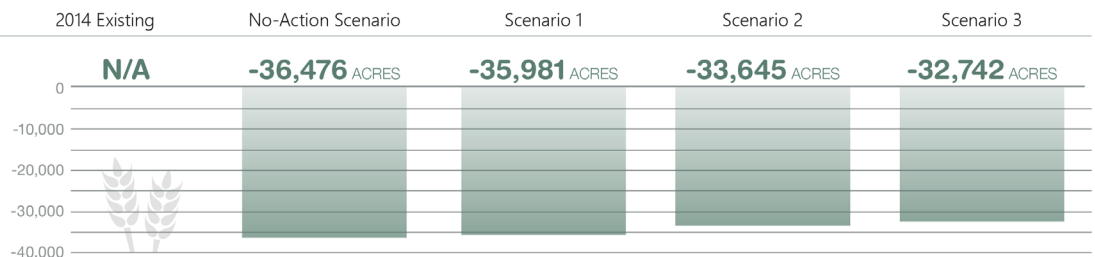 2014 Existing No-Action Scenario Scenario 1 Scenario 2 Scenario 3
N/A -36,476 ACRES -35,981 ACRES -33,645 ACRES -32,742 ACRES
0
-10,000
-20,000
-30,000
-40,000